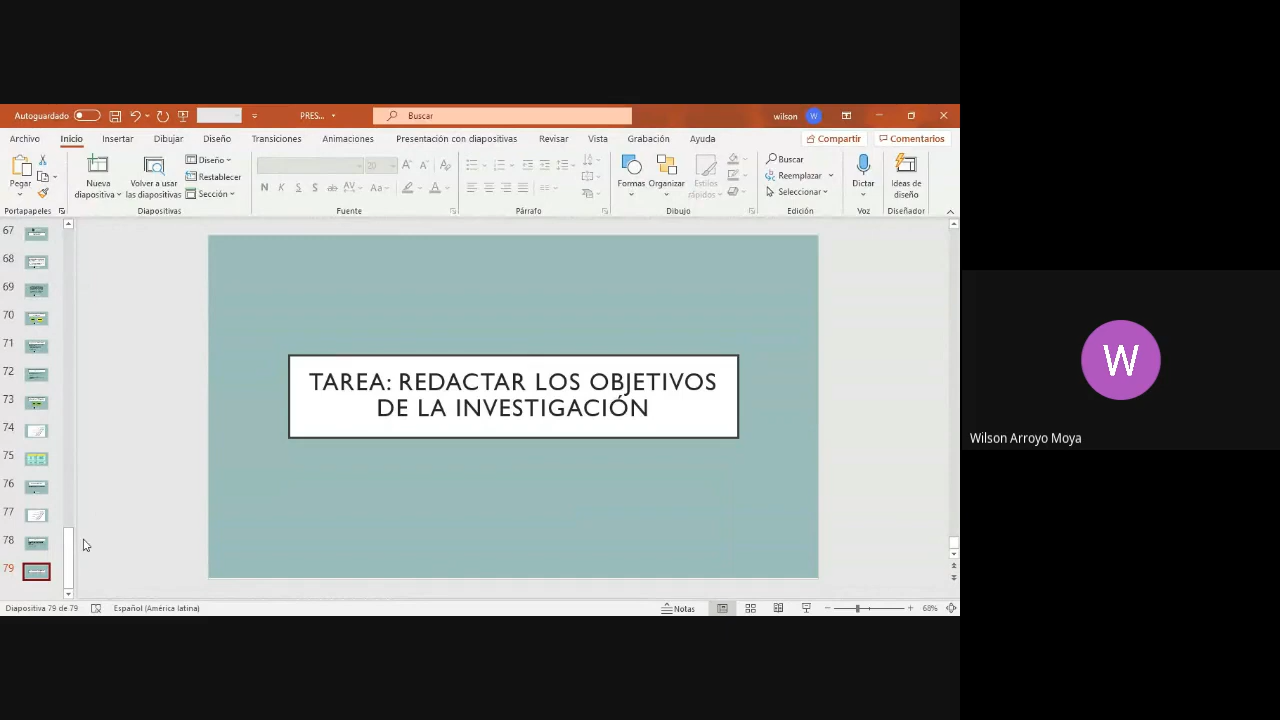 Autoguardado
PRES...
Buscar
wilson
W
Archivo
Inicio
Insertar
Dibujar
Diseño
Transiciones
Animaciones
Presentación con diapositivas
Revisar
Vista
Grabación
Ayuda
Compartir
Comentarios
Pegar
Portapapeles
Nueva
diapositiva
Volver a usar
las diapositivas
Diseño
Restablecer
Sección
Diapositivas
20
N K S S ab AV Aa A
Fuente
Párrafo
Formas
Organizar
Estilos
rápidos
Dibujo
Buscar
Reemplazar
Seleccionar
Edición
Dictar
Voz
Ideas de
diseño
Diseñador
67
68
69
70
71
72
73
74
75
76
77
78
79
TAREA: REDACTAR LOS OBJETIVOS
DE LA INVESTIGACIÓN
W
Wilson Arroyo Moya
Diapositiva 79 de 79
Español (América latina)
Notas
68%